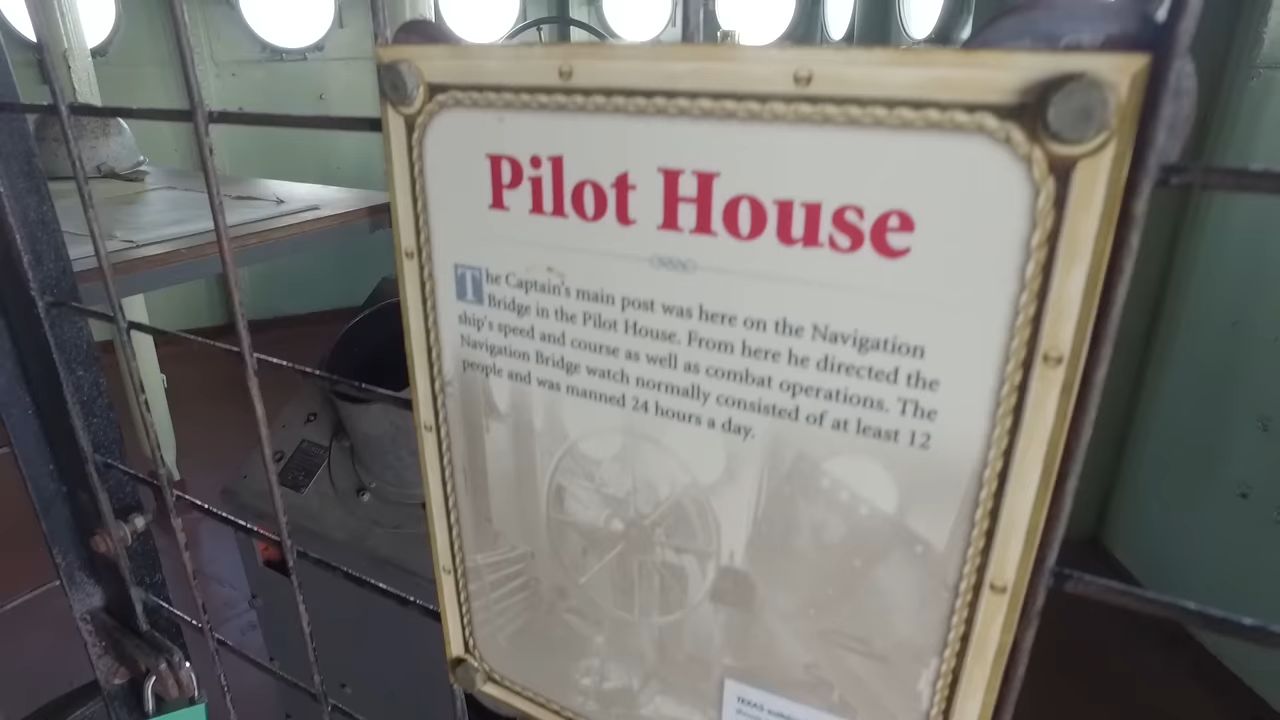 Pilot House
The Captain's main post was here on the Navigation
Bridge in the Pilot House. From here he directed the
ship's speed and course as well as combat operations. The
Navigation Bridge watch normally consisted of at least 12
people and was manned 24 hours a day.
TEXAS